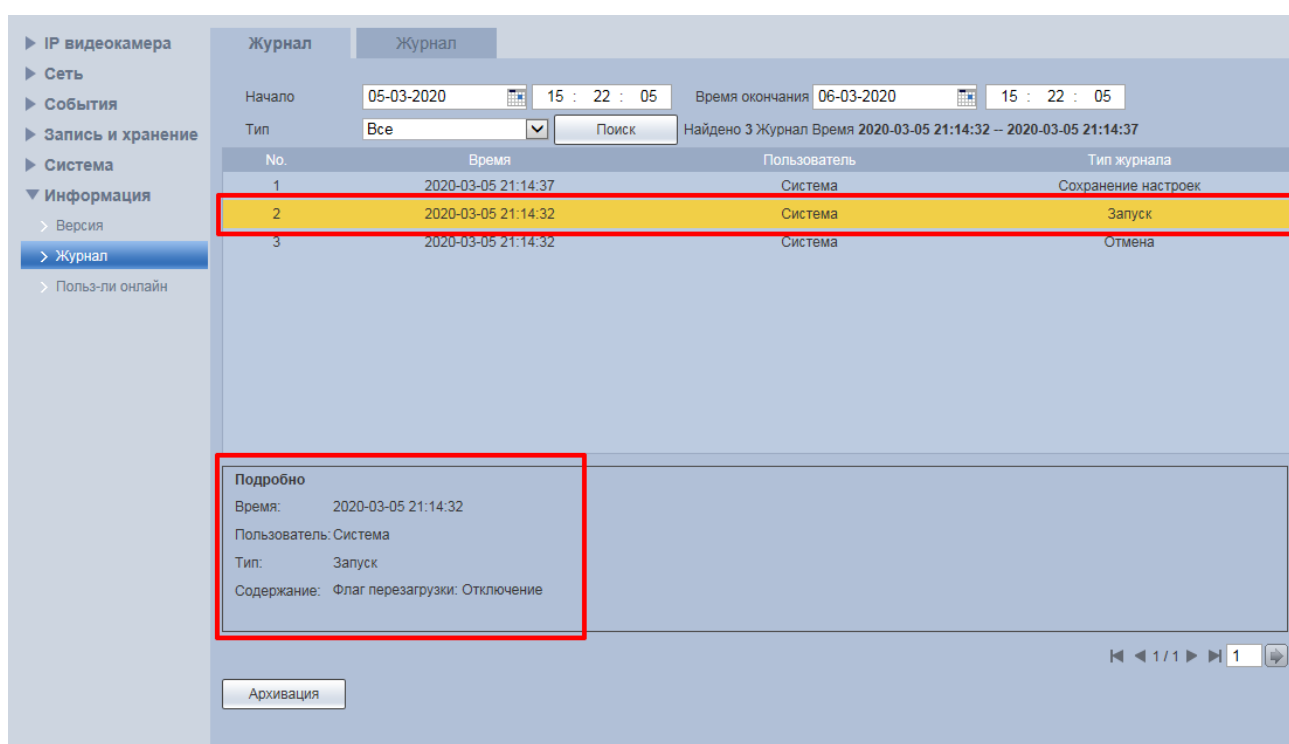 IP видеокамера
Сеть
События
Запись и хранение
Система
Информация
Версия
Журнал
Польз-ли онлайн
Журнал Журнал
Начало 05-03-2020 15 : 22 : 05 Время окончания 06-03-2020 15 : 22 : 05
Тип Все Поиск Найдено 3 Журнал Время 2020-03-05 21:14:32 -- 2020-03-05 21:14:37
No. Время Пользователь Тип журнала
1 2020-03-05 21:14:37 Система Сохранение настроек
2 2020-03-05 21:14:32 Система Запуск
3 2020-03-05 21:14:32 Система Отмена
Подробно
Время: 2020-03-05 21:14:32
Пользователь: Система
Тип: Запуск
Содержание: Флаг перезагрузки: Отключение
1 / 1 1
Архивация